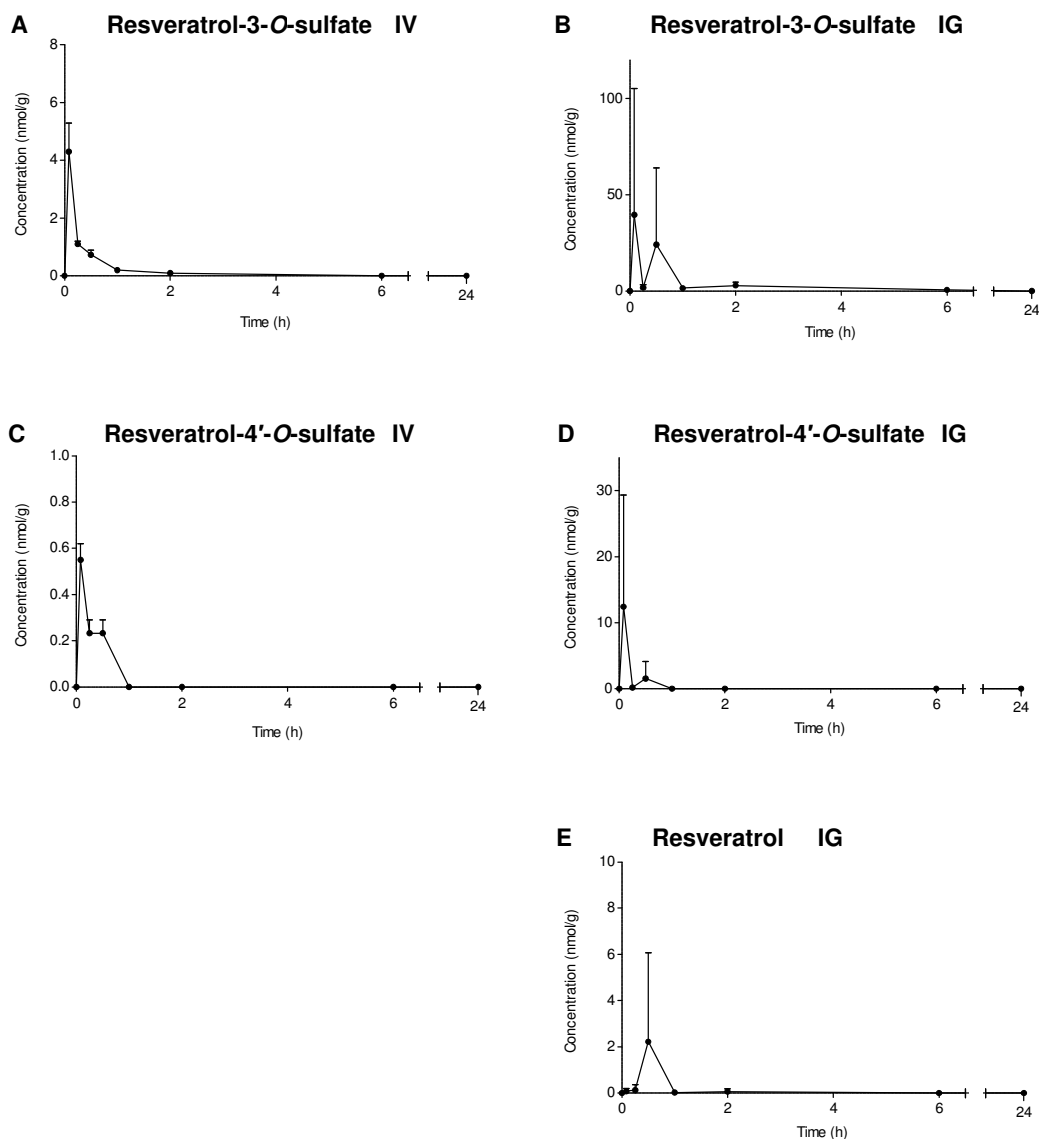 A Resveratrol-3-O-sulfate IV
Concentration (nmol/g)
8
6
4
2
0
0 2 4 6 24
Time (h)
B Resveratrol-3-O-sulfate IG
Concentration (nmol/g)
100
50
0
0 2 4 6 24
Time (h)
C Resveratrol-4′-O-sulfate IV
Concentration (nmol/g)
1.0
0.8
0.6
0.4
0.2
0.0
0 2 4 6 24
Time (h)
D Resveratrol-4′-O-sulfate IG
Concentration (nmol/g)
30
20
10
0
0 2 4 6 24
Time (h)
E Resveratrol IG
Concentration (nmol/g)
10
8
6
4
2
0
0 2 4 6 24
Time (h)